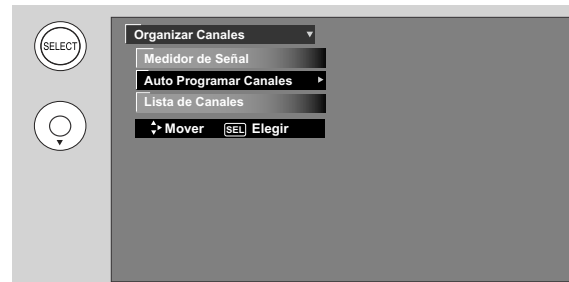 SELECT
Organizar Canales
Medidor de Señal
Auto Programar Canales
Lista de Canales
Mover SEL Elegir